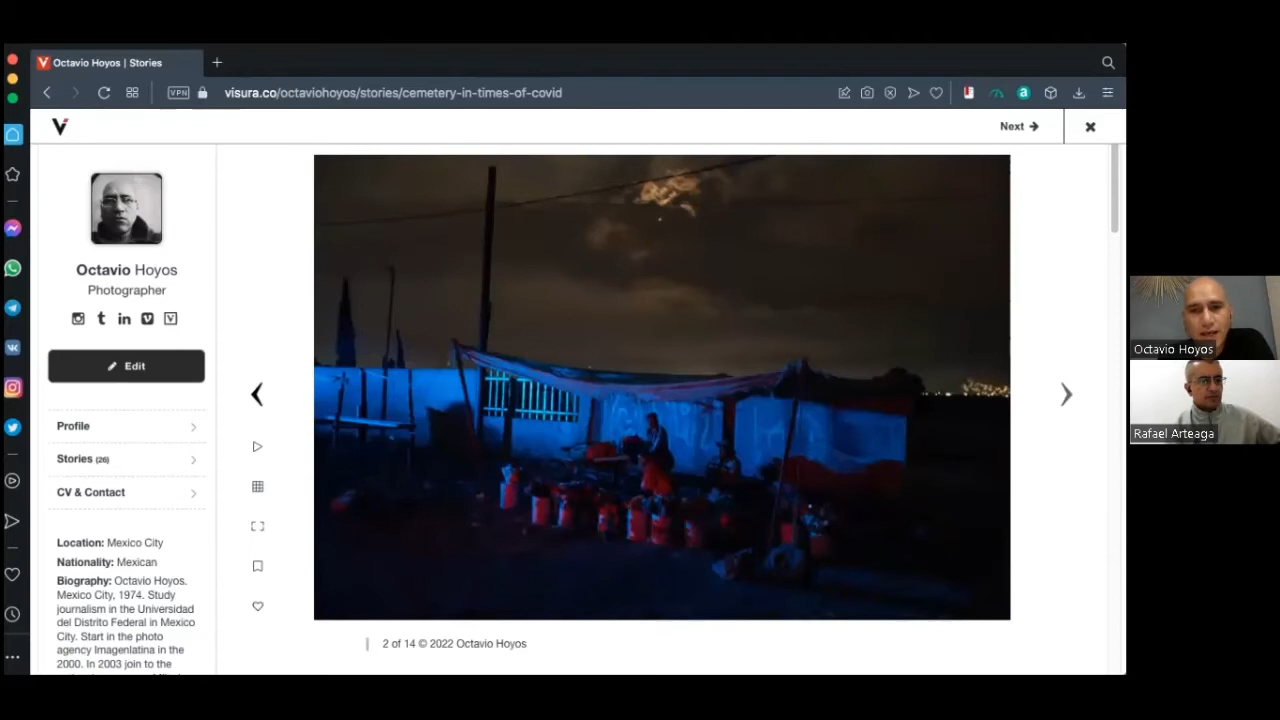 Octavio Hoyos | Stories
VPN
visura.co/octaviohoyos/stories/cemetery-in-times-of-covid
Next
Octavio Hoyos
Photographer
Edit
Profile
Stories (26)
CV & Contact
Location: Mexico City
Nationality: Mexican
Biography: Octavio Hoyos.
Mexico City, 1974. Study
journalism in the Universidad
del Distrito Federal in Mexico
City. Start in the photo
agency Imagenlatina in the
2000. In 2003 join to the
2 of 14 © 2022 Octavio Hoyos
Octavio Hoyos
Rafael Arteaga